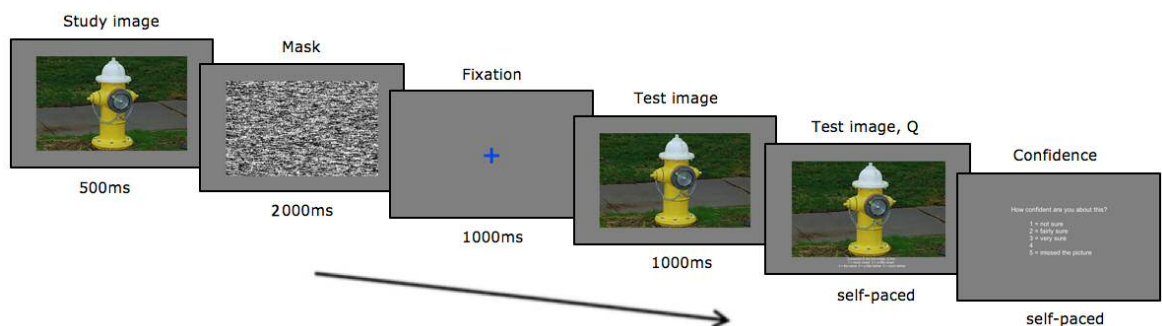 Study image
Mask
Fixation
Test image
Test image, Q
Confidence
How confident are you about this?
1 = not sure
2 = fairly sure
3 = very sure
4
5 = missed the picture
500ms
2000ms
1000ms
1000ms
self-paced
self-paced